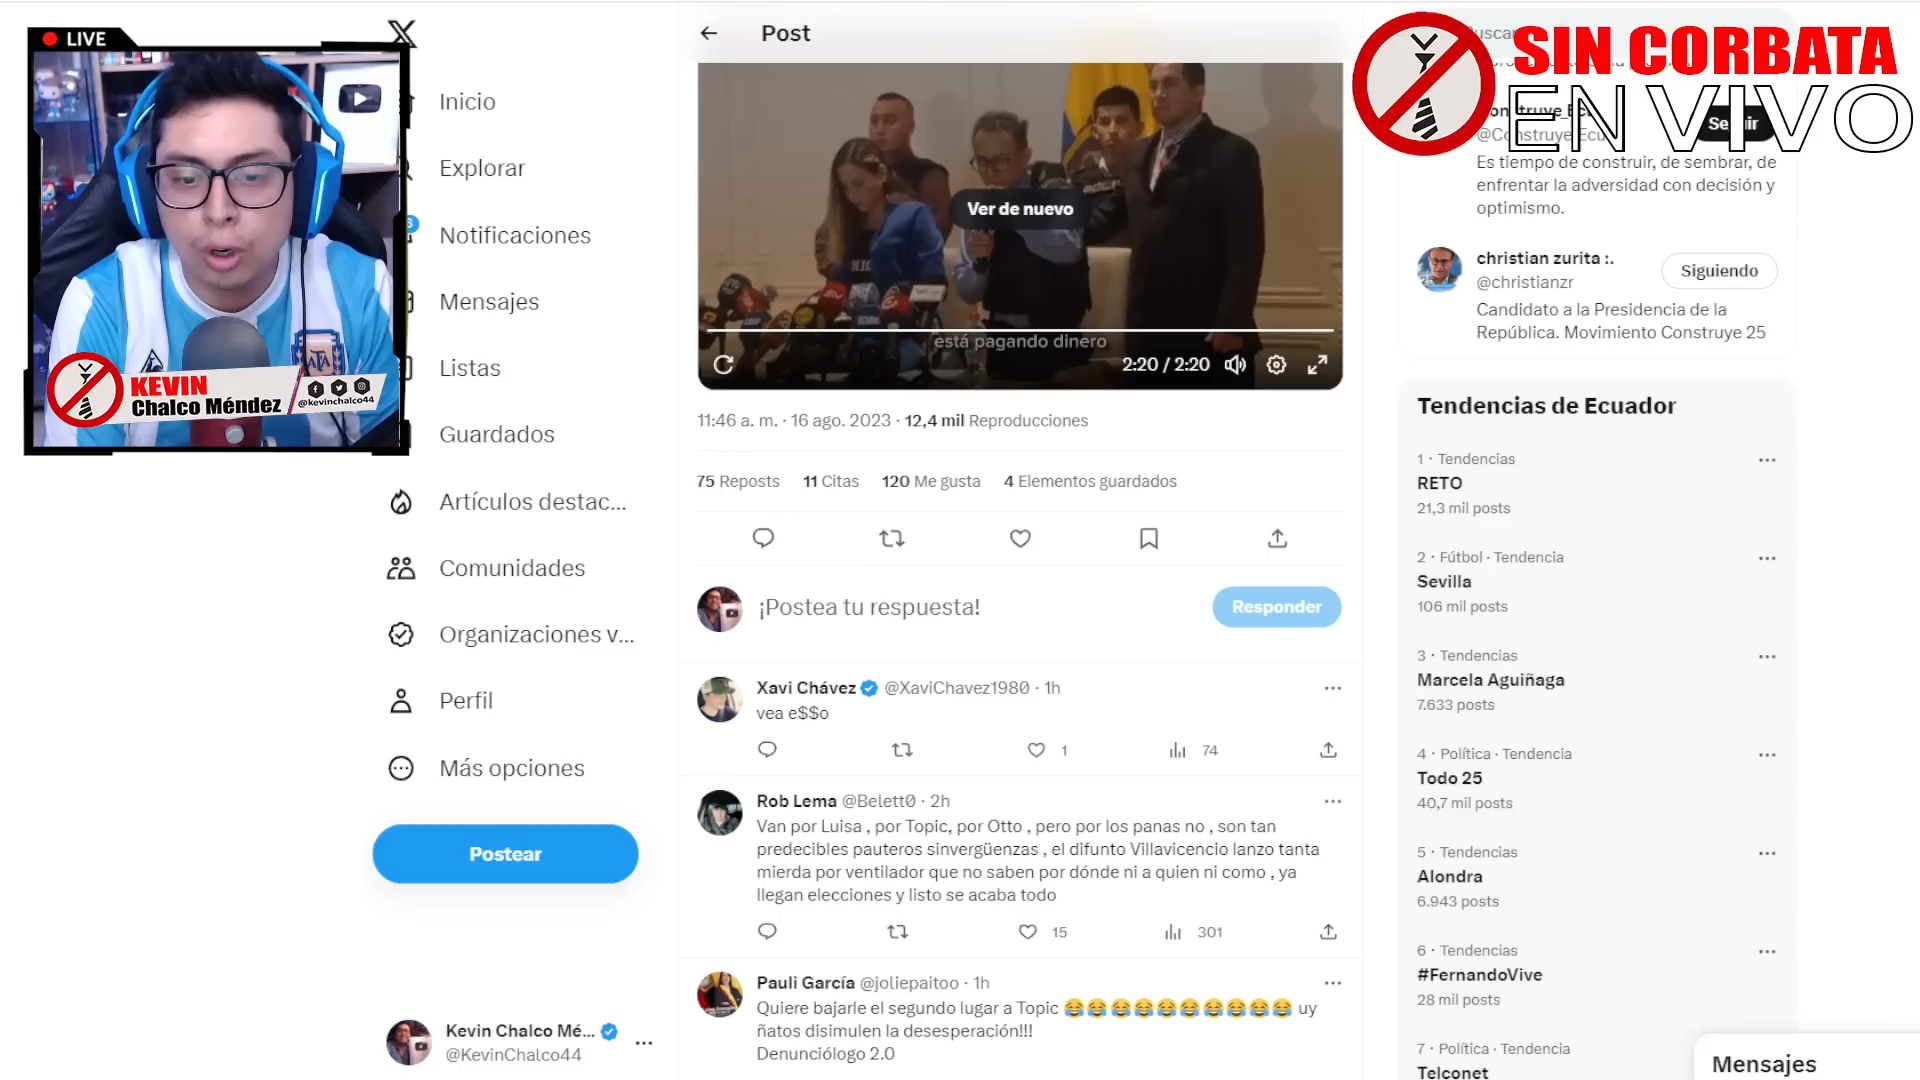 LIVE
X
Inicio
Explorar
Notificaciones
Mensajes
Listas
Guardados
Artículos destac...
Comunidades
Organizaciones v...
Perfil
Más opciones
Postear
Kevin Chalco Mé...
@KevinChalco44
KEVIN
Chalco Méndez
@kevinchalco44
AFA
Post
Ver de nuevo
está pagando dinero
2:20 / 2:20
11:46 a. m. · 16 ago. 2023 · 12,4 mil Reproducciones
75 Reposts 11 Citas 120 Me gusta 4 Elementos guardados
¡Postea tu respuesta!
Responder
Xavi Chávez @XaviChavez1980 · 1h
vea e$$o
1 74
Rob Lema @Belett0 · 2h
Van por Luisa , por Topic, por Otto , pero por los panas no , son tan
predecibles pauteros sinvergüenzas , el difunto Villavicencio lanzo tanta
mierda por ventilador que no saben por dónde ni a quien ni como , ya
llegan elecciones y listo se acaba todo
15 301
Pauli García @joliepaitoo · 1h
Quiere bajarle el segundo lugar a Topic 😂😂😂😂😂😂😂😂😂😂 uy
ñatos disimulen la desesperación!!!
Denunciólogo 2.0
SIN CORBATA
EN VIVO
@Construye_Ecu
Seguir
Es tiempo de construir, de sembrar, de
enfrentar la adversidad con decisión y
optimismo.
christian zurita :.
@christianzr
Siguiendo
Candidato a la Presidencia de la
República. Movimiento Construye 25
Tendencias de Ecuador
1 · Tendencias
RETO
21,3 mil posts
2 · Fútbol · Tendencia
Sevilla
106 mil posts
3 · Tendencias
Marcela Aguiñaga
7.633 posts
4 · Política · Tendencia
Todo 25
40,7 mil posts
5 · Tendencias
Alondra
6.943 posts
6 · Tendencias
#FernandoVive
28 mil posts
7 · Política · Tendencia
Telconet
Mensajes